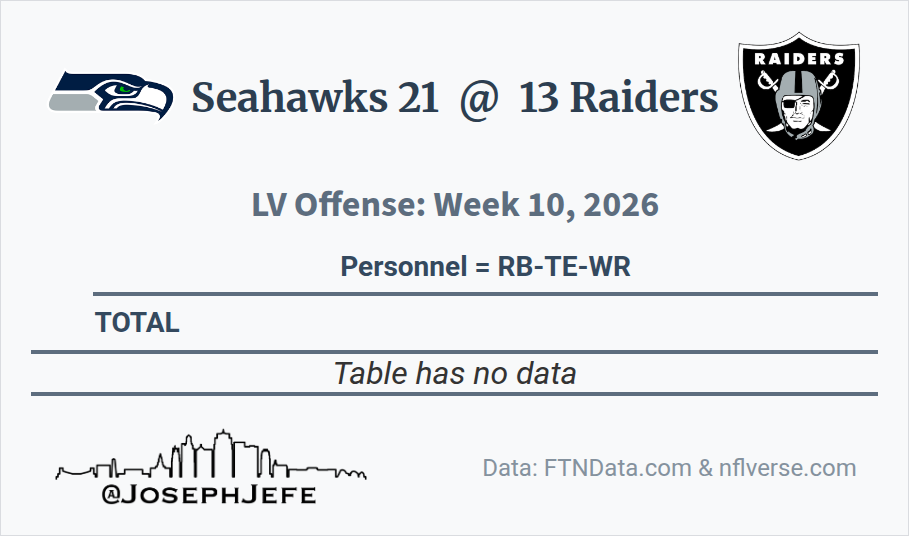 RAIDERS
Seahawks 21 @ 13 Raiders
LV Offense: Week 10, 2026
Personnel = RB-TE-WR
TOTAL
Table has no data
@JosephJefe
Data: FTNData.com & nflverse.com